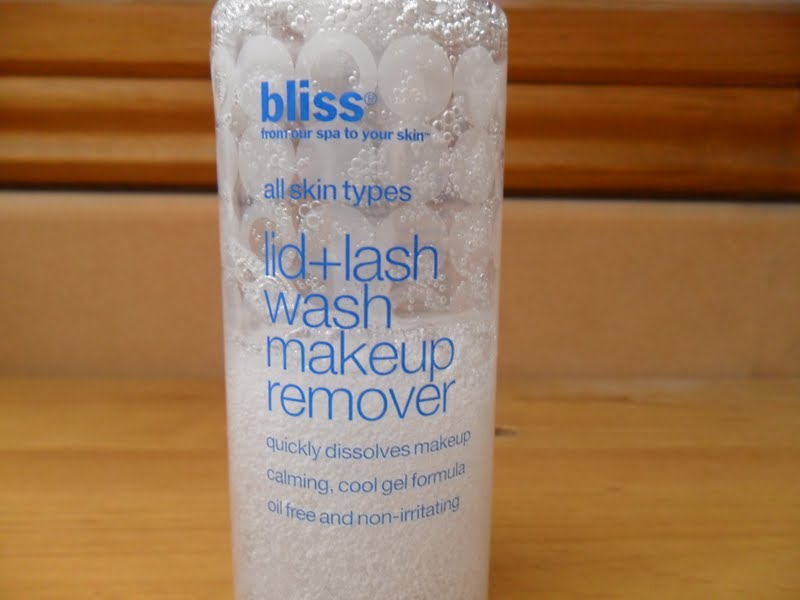 bliss®
from our spa to your skin™
all skin types
lid+lash
wash
makeup
remover
quickly dissolves makeup
calming, cool gel formula
oil free and non-irritating